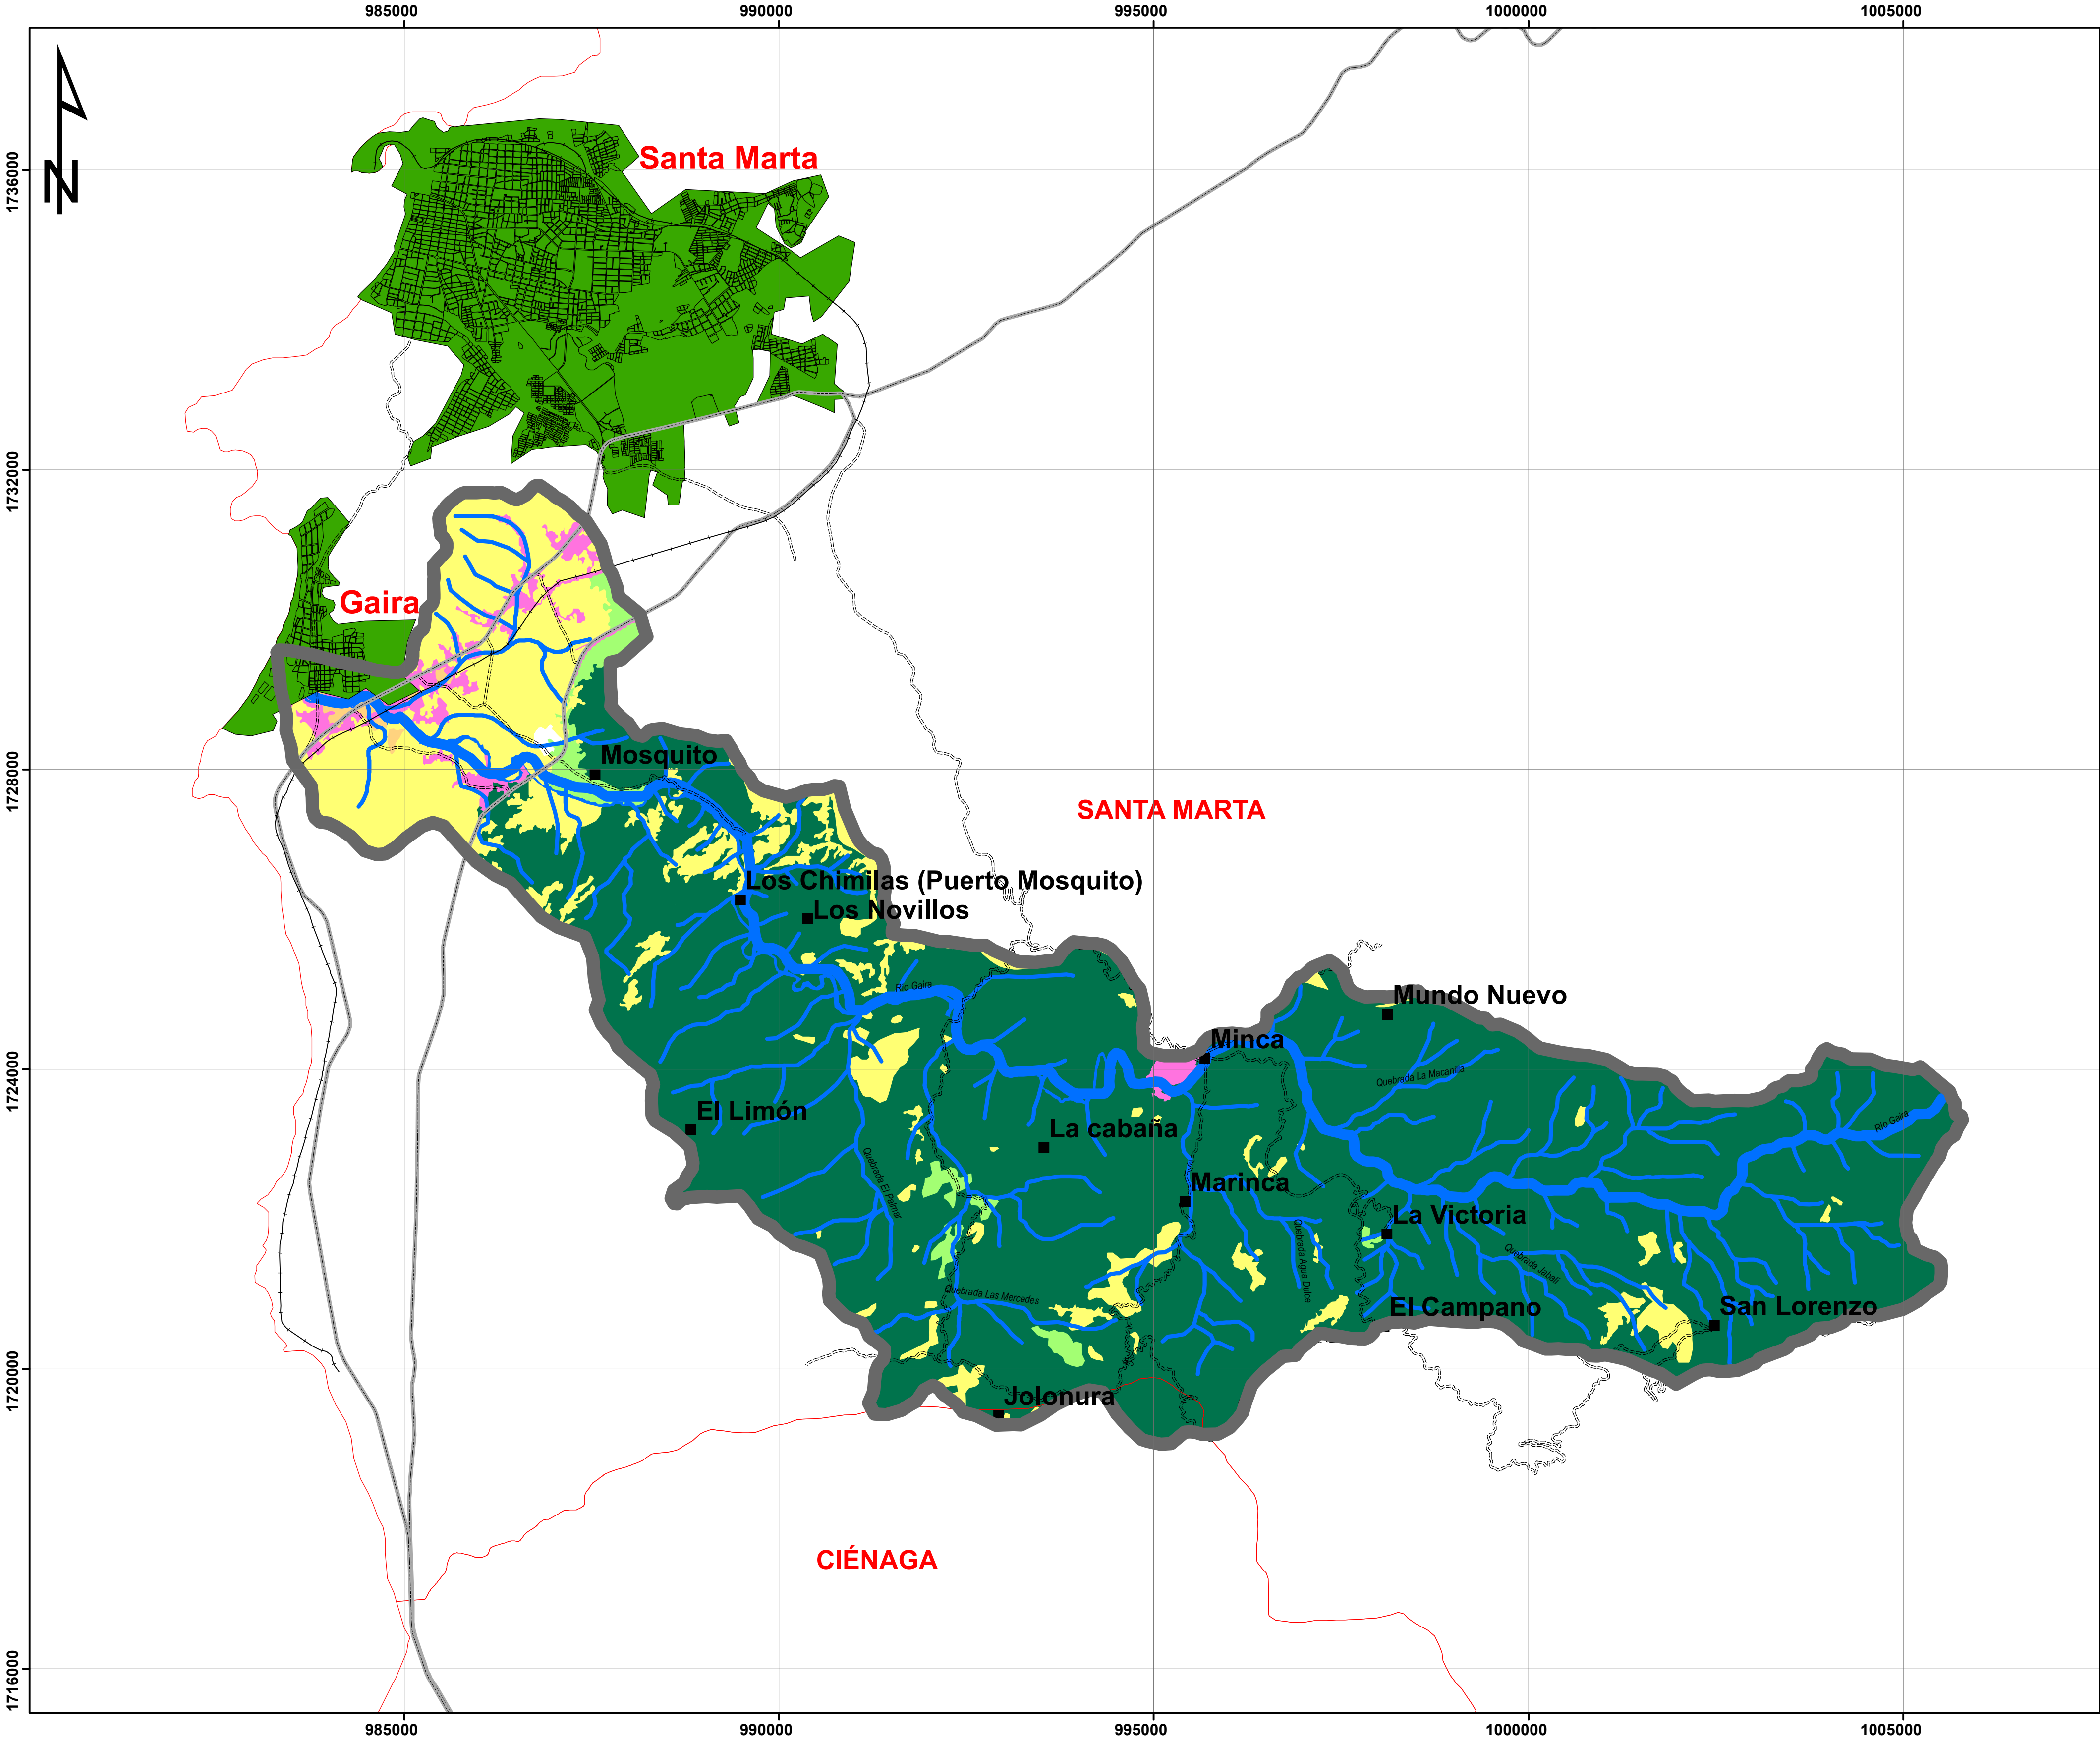 985000
990000
995000
1000000
1005000
N
1736000
Santa Marta
1732000
Gaira
1728000
Mosquito
SANTA MARTA
Los Chimilas (Puerto Mosquito)
Los Novillos
Rio Gaira
Mundo Nuevo
Minca
1724000
Quebrada La Macanilla
El Limón
La cabaña
Rio Gaira
Quebrada El Palmar
Marinca
La Victoria
Quebrada Agua Dulce
Quebrada Jabalí
Quebrada Las Mercedes
El Campano
San Lorenzo
1720000
Jolonura
CIÉNAGA
1716000
985000
990000
995000
1000000
1005000